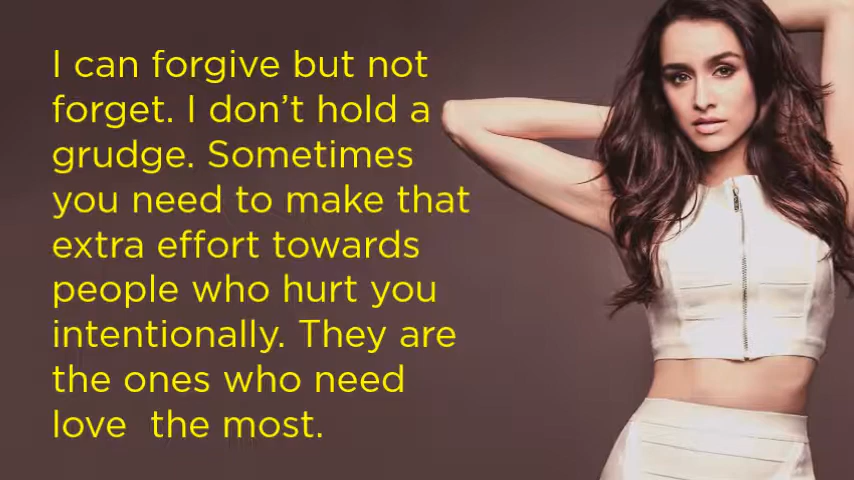 I can forgive but not
forget. I don’t hold a
grudge. Sometimes
you need to make that
extra effort towards
people who hurt you
intentionally. They are
the ones who need
love  the most.